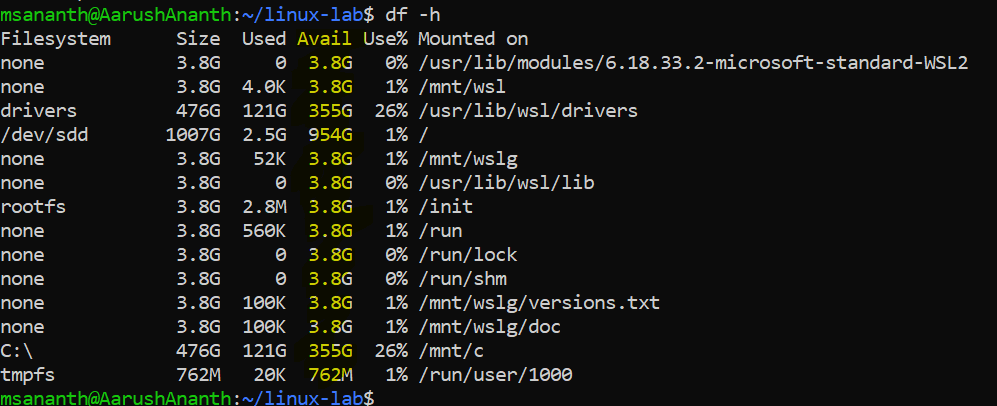 msananth@AarushAnanth:~/linux-lab$ df -h
Filesystem      Size  Used Avail Use% Mounted on
none            3.8G     0  3.8G   0% /usr/lib/modules/6.18.33.2-microsoft-standard-WSL2
none            3.8G  4.0K  3.8G   1% /mnt/wsl
drivers         476G  121G  355G  26% /usr/lib/wsl/drivers
/dev/sdd       1007G  2.5G  954G   1% /
none            3.8G   52K  3.8G   1% /mnt/wslg
none            3.8G     0  3.8G   0% /usr/lib/wsl/lib
rootfs          3.8G  2.8M  3.8G   1% /init
none            3.8G  560K  3.8G   1% /run
none            3.8G     0  3.8G   0% /run/lock
none            3.8G     0  3.8G   0% /run/shm
none            3.8G  100K  3.8G   1% /mnt/wslg/versions.txt
none            3.8G  100K  3.8G   1% /mnt/wslg/doc
C:\             476G  121G  355G  26% /mnt/c
tmpfs           762M   20K  762M   1% /run/user/1000
msananth@AarushAnanth:~/linux-lab$